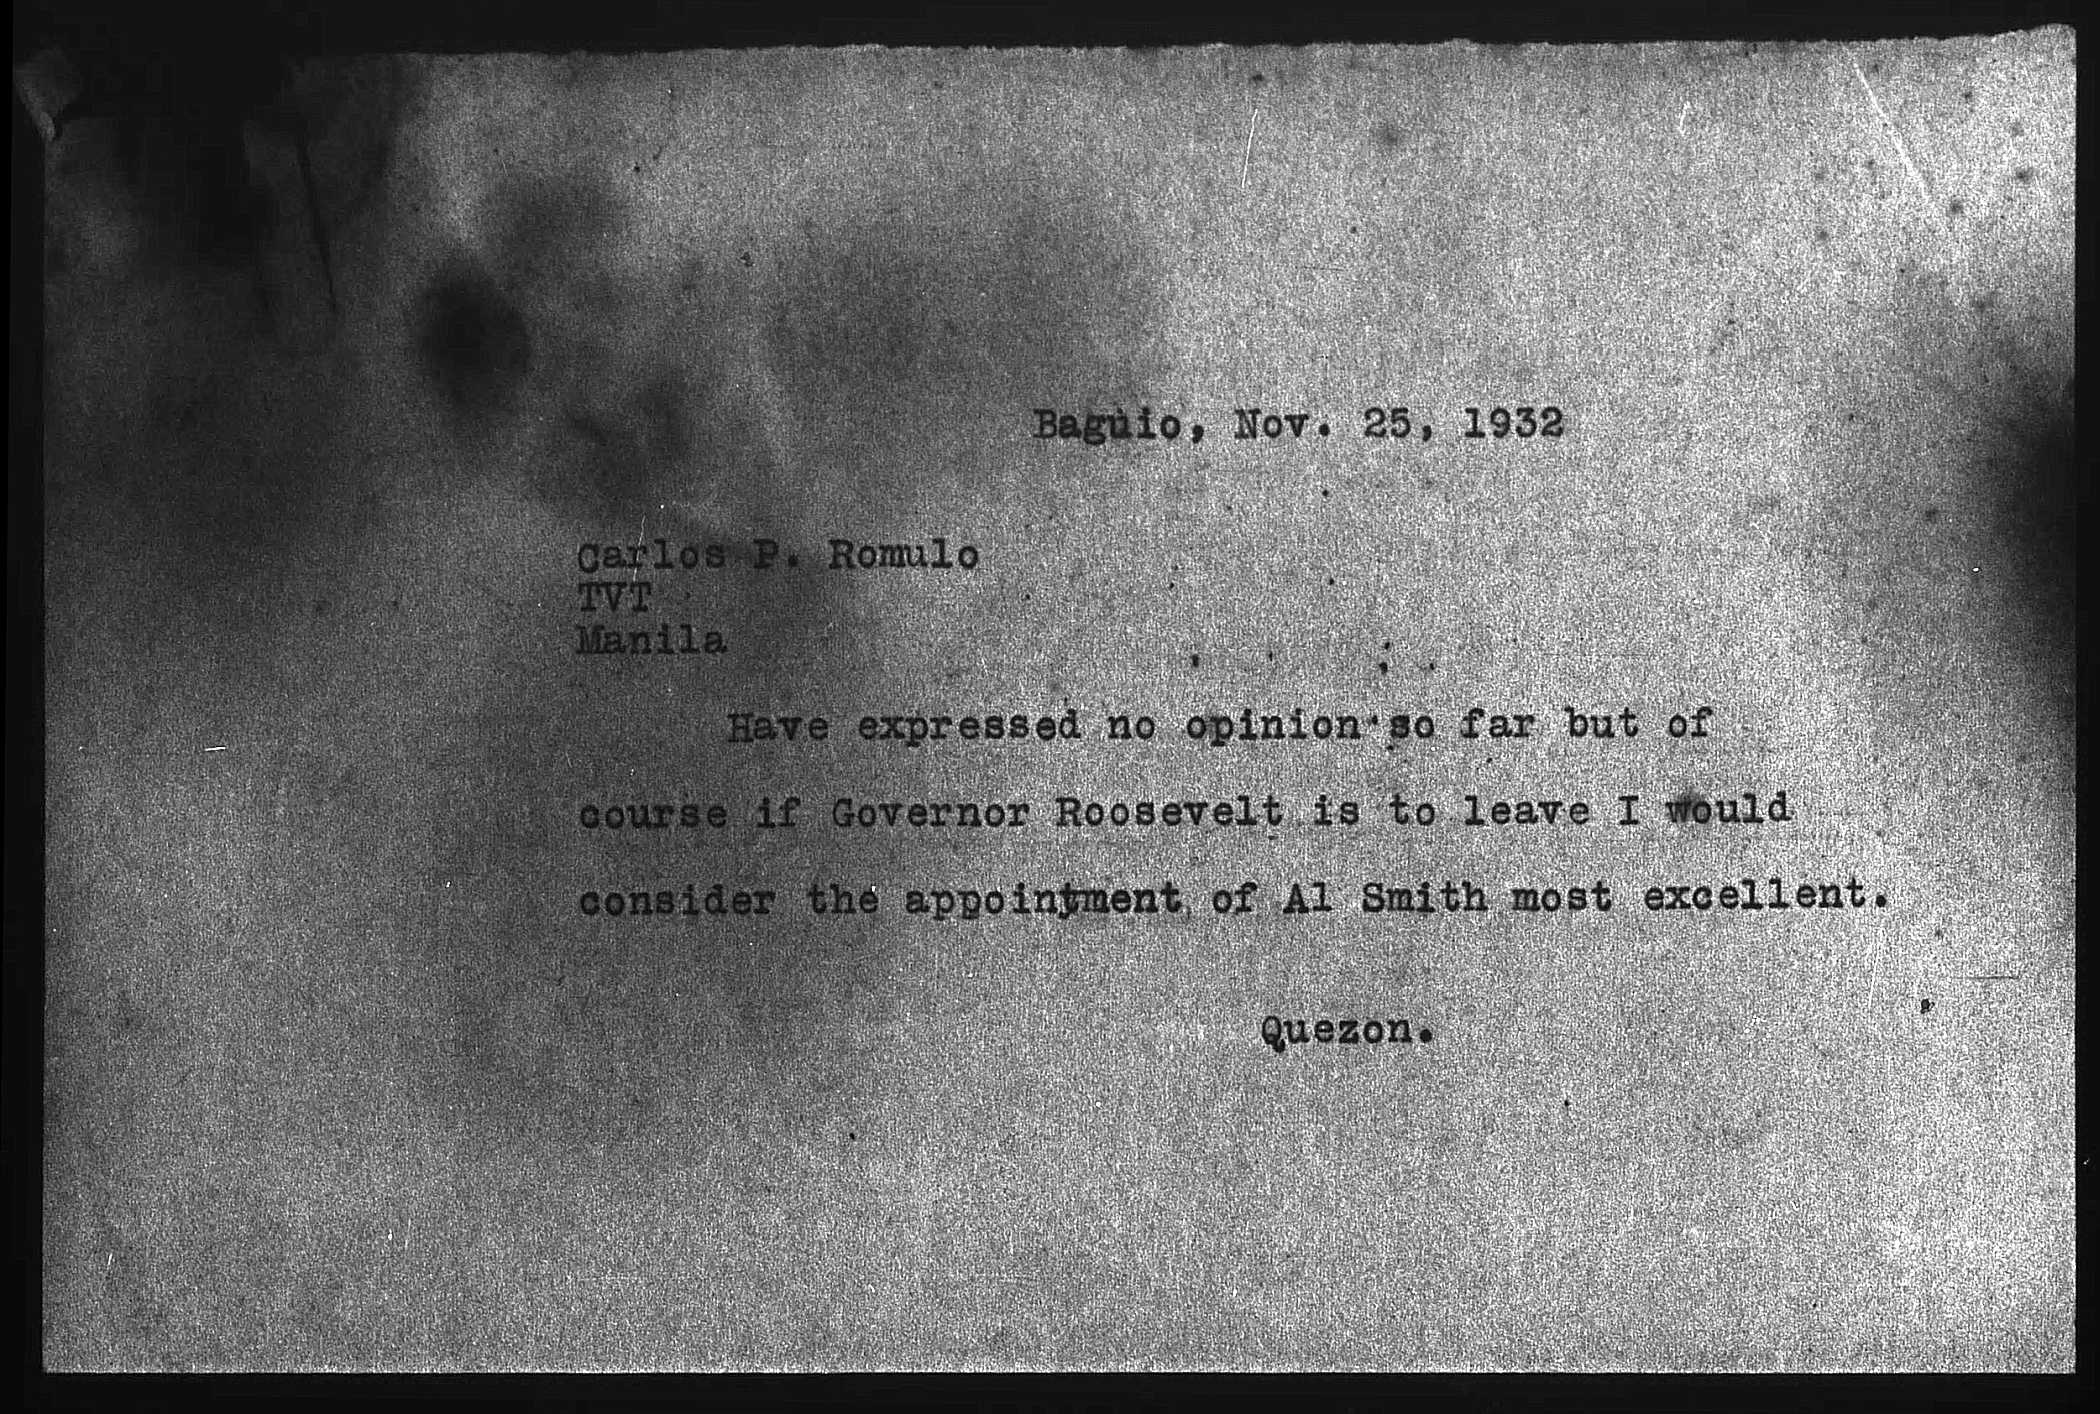 Baguio, Nov. 25, 1932
Carlos P. Romulo
TVT
Manila
Have expressed no opinion so far but of
course if Governor Roosevelt is to leave I would
consider the appointment of Al Smith most excellent.
Quezon.